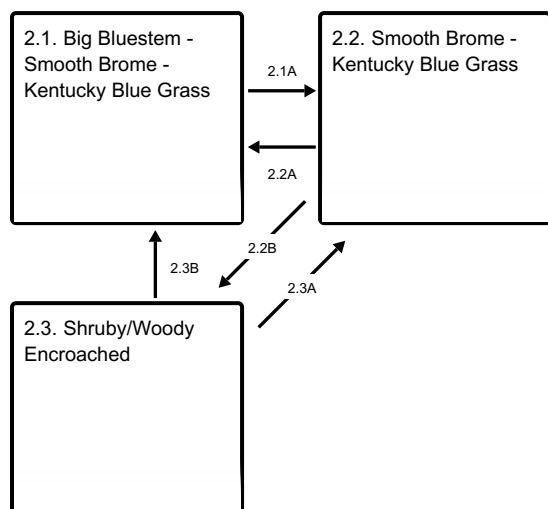 2.1. Big Bluestem -
Smooth Brome -
Kentucky Blue Grass
2.1A
2.2. Smooth Brome -
Kentucky Blue Grass
2.2A
2.2B
2.3B
2.3A
2.3. Shruby/Woody
Encroached